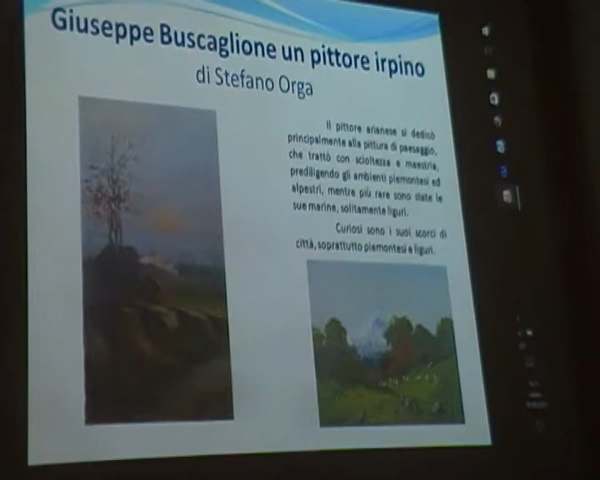 Giuseppe Buscaglione un pittore irpino
di Stefano Orga
Il pittore arianese si dedicò
principalmente alla pittura di paesaggio,
che trattò con scioltezza e maestria,
prediligendo gli ambienti piemontesi ed
alpestri, mentre più rare sono state le
sue marine, solitamente liguri.
Curiosi sono i suoi scorci di
città, soprattutto piemontesi e liguri.